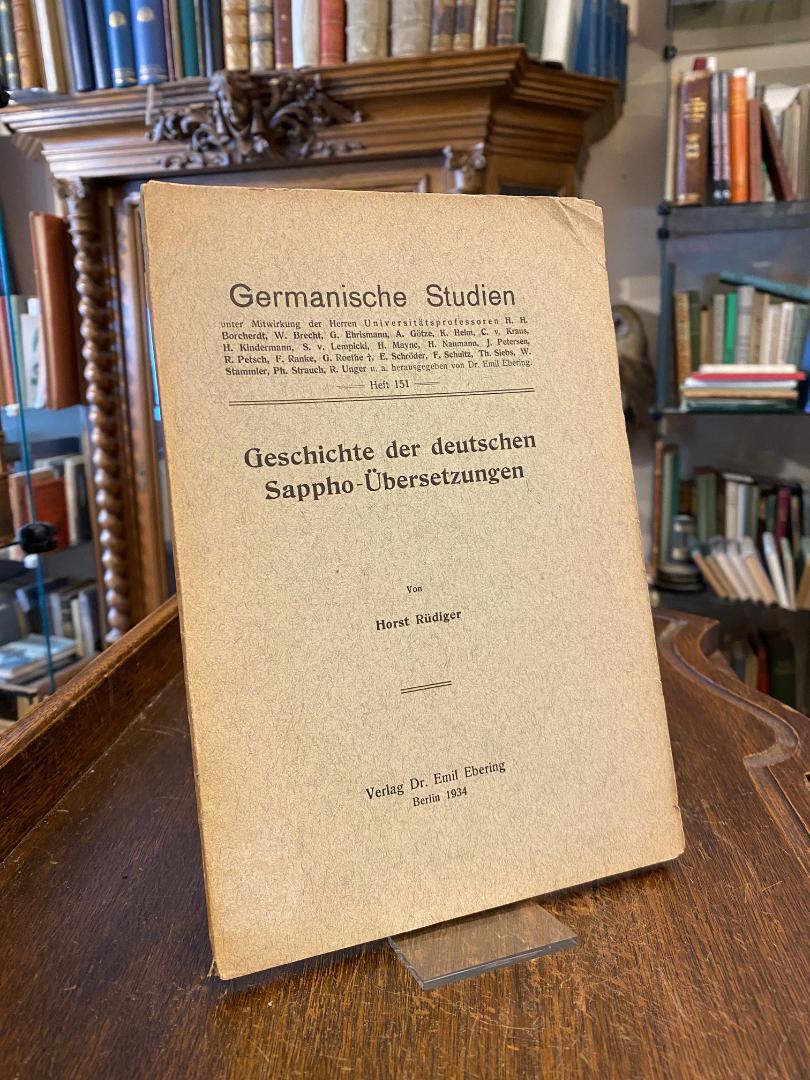 Germanische Studien
unter Mitwirkung der Herren Universitätsprofessoren H. H.
Borcherdt, W. Brecht, G. Ehrismann, A. Götze, K. Helm, C. v. Kraus,
H. Kindermann, S. v. Lempicki, H. Maync, H. Naumann, J. Petersen,
R. Petsch, F. Ranke, G. Roethe †, E. Schröder, F. Schultz, Th. Siebs, W.
Stammler, Ph. Strauch, R. Unger u. a. herausgegeben von Dr. Emil Ebering.
Heft 151
Geschichte der deutschen
Sappho-Übersetzungen
Von
Horst Rüdiger
Verlag Dr. Emil Ebering
Berlin 1934